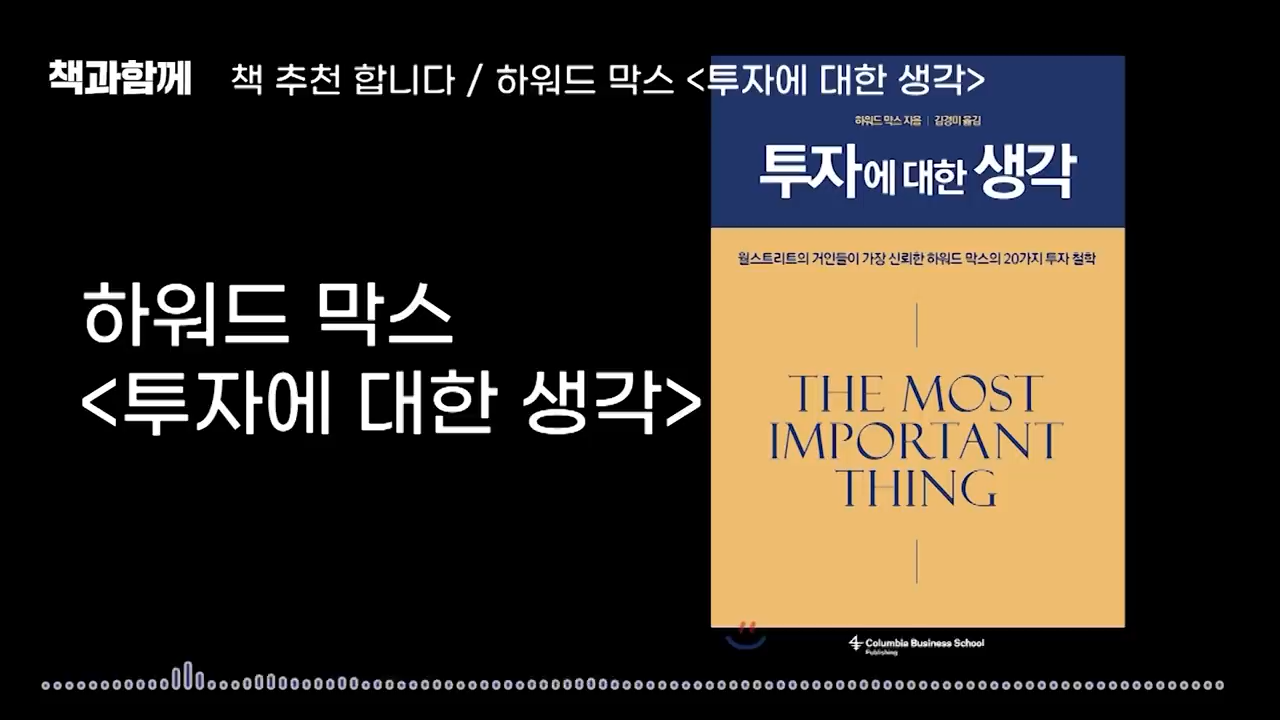 책과함께 책 추천 합니다 / 하워드 막스 <투자에 대한 생각>
하워드 막스 지음 | 김경미 옮김
투자에 대한 생각
월스트리트의 거인들이 가장 신뢰한 하워드 막스의 20가지 투자 철학
하워드 막스
<투자에 대한 생각>
THE MOST
IMPORTANT
THING
Columbia Business School
Publishing